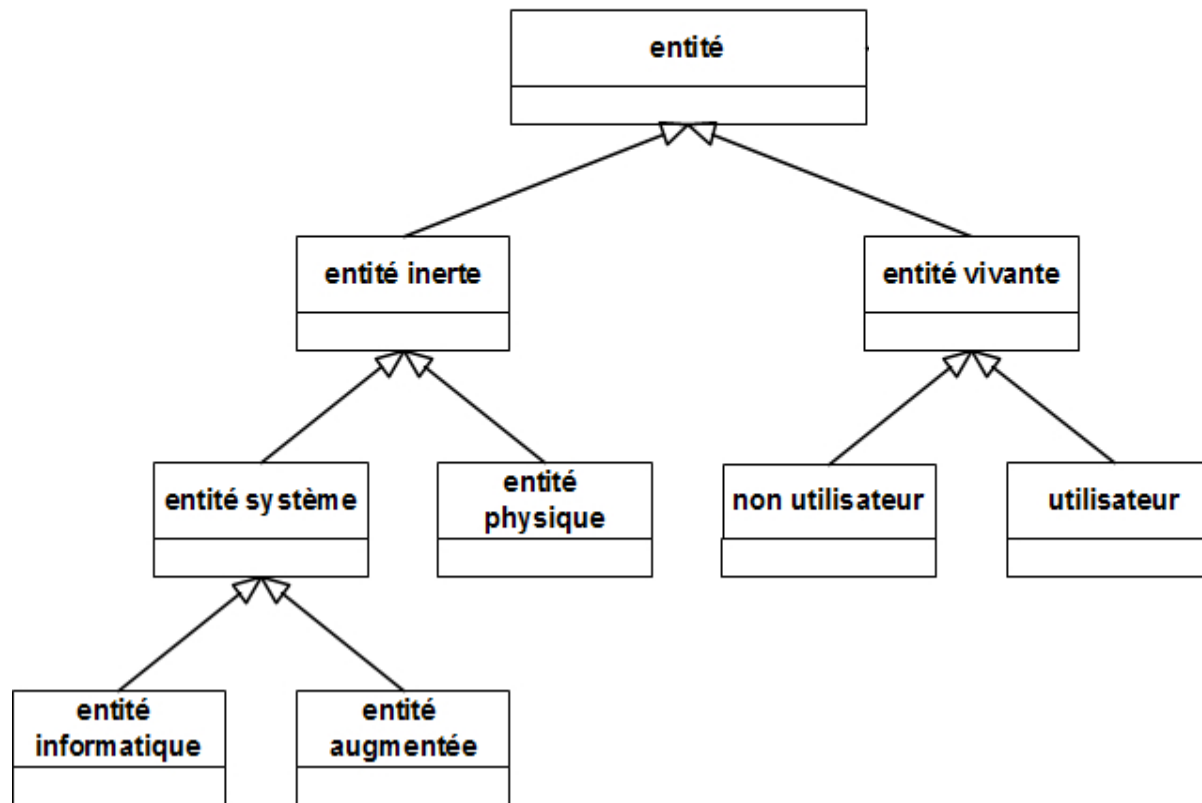 entité
entité inerte
entité vivante
entité système
entité
physique
non utilisateur
utilisateur
entité
informatique
entité
augmentée